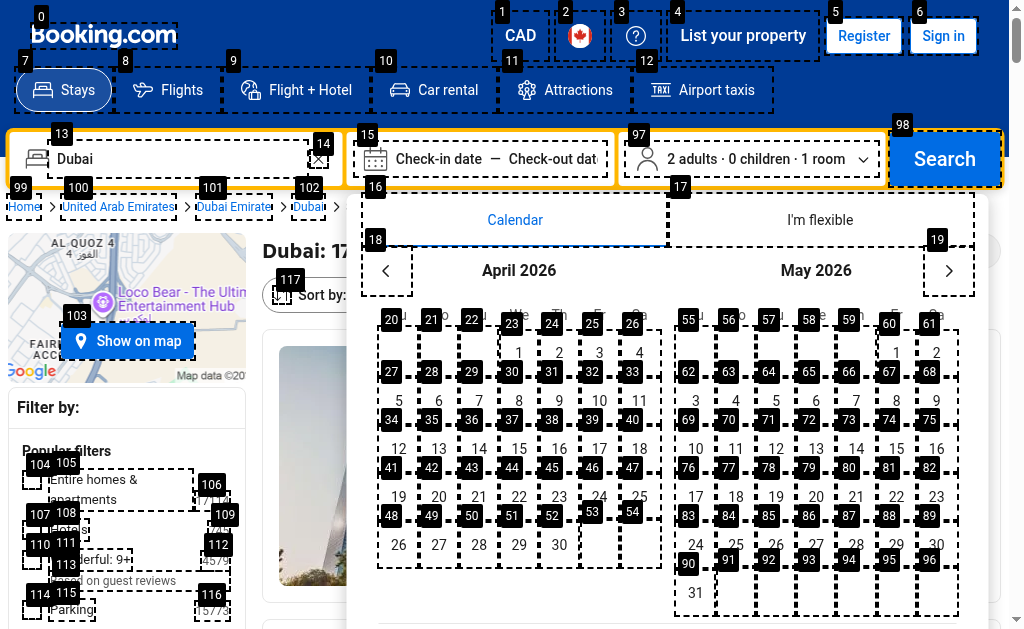 0
1
2
3
4
5
6
Booking.com
CAD
List your property
Register
Sign in
7
8
9
10
11
12
Stays
Flights
Flight + Hotel
Car rental
Attractions
TAXI
Airport taxis
13
14
15
97
98
Dubai
Check-in date — Check-out dat
2 adults · 0 children · 1 room
Search
99
100
101
102
16
17
Home
United Arab Emirates
Dubai Emirate
Dubai
Calendar
I'm flexible
18
19
AL QUOZ 4
القوز 4
Dubai: 17
April 2026
May 2026
117
Sort by:
Loco Bear - The Ultim
Entertainment Hub
103
Show on map
FAIR
ACC
Google
Map data ©20
20 21 22 23 24 25 26 55 56 57 58 59 60 61
1 2 3 4 1 2
27 28 29 30 31 32 33 62 63 64 65 66 67 68
5 6 7 8 9 10 11 3 4 5 6 7 8 9
34 35 36 37 38 39 40 69 70 71 72 73 74 75
12 13 14 15 16 17 18 10 11 12 13 14 15 16
41 42 43 44 45 46 47 76 77 78 79 80 81 82
19 20 21 22 23 24 25 17 18 19 20 21 22 23
48 49 50 51 52 53 54 83 84 85 86 87 88 89
26 27 28 29 30 24 25 26 27 28 29 30
90 91 92 93 94 95 96
31
Filter by:
Popular filters
104 105
Entire homes &
106
apartments
107 108 109
Hotels
110 111 112
derful: 9+
4579
113
Based on guest reviews
114 115 116
Parking
15773